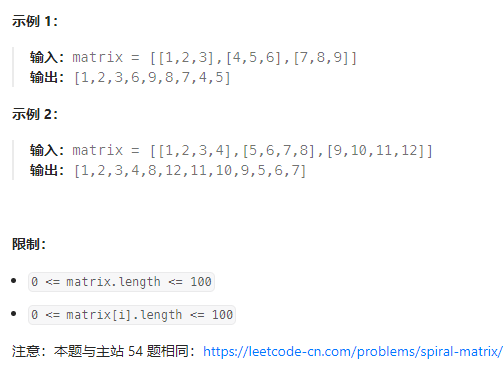 示例 1：
输入：matrix = [[1,2,3],[4,5,6],[7,8,9]]
输出：[1,2,3,6,9,8,7,4,5]
示例 2：
输入：matrix = [[1,2,3,4],[5,6,7,8],[9,10,11,12]]
输出：[1,2,3,4,8,12,11,10,9,5,6,7]
限制：
• 0 <= matrix.length <= 100
• 0 <= matrix[i].length <= 100
注意：本题与主站 54 题相同：https://leetcode-cn.com/problems/spiral-matrix/